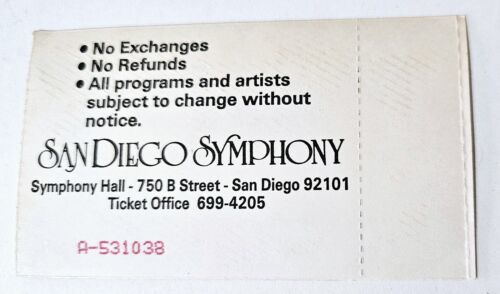 • No Exchanges
• No Refunds
• All programs and artists
subject to change without
notice.
SAN DIEGO SYMPHONY
Symphony Hall - 750 B Street - San Diego 92101
Ticket Office 699-4205
A-531038